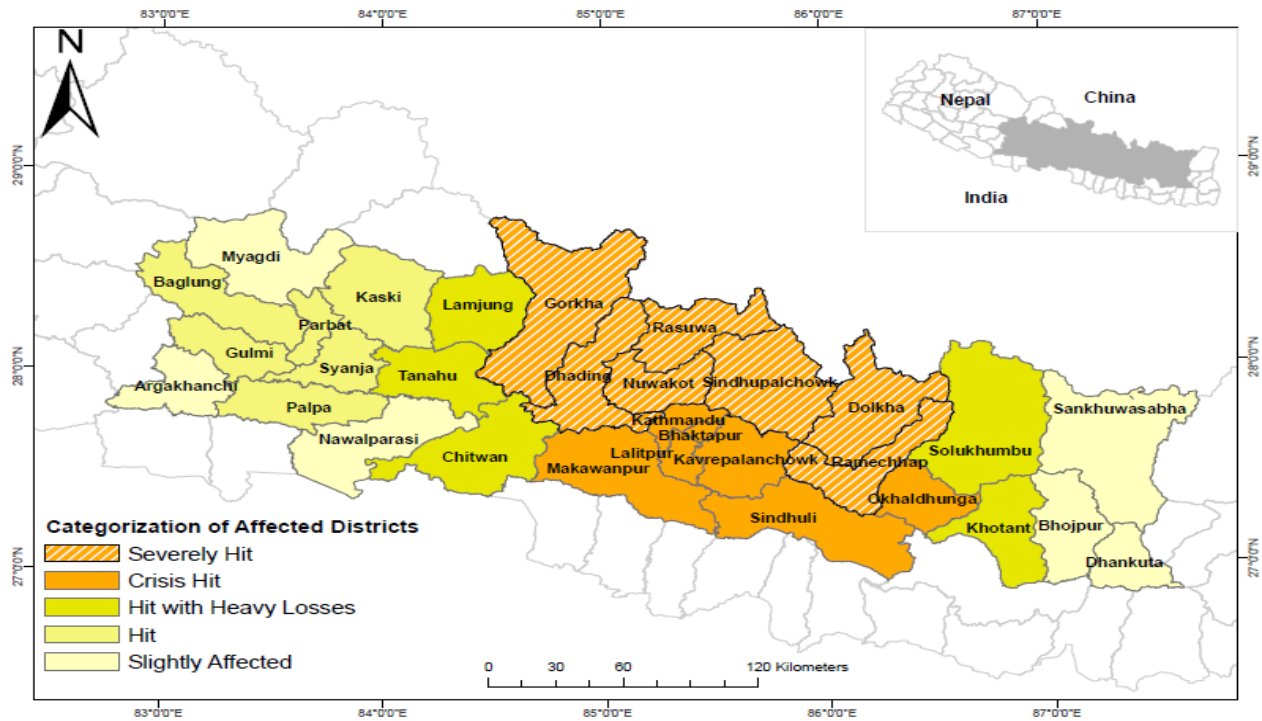 83°0'0"E 84°0'0"E 85°0'0"E 86°0'0"E 87°0'0"E
N
Nepal
China
India
29°0'0"N
29°0'0"N
28°0'0"N
28°0'0"N
27°0'0"N
27°0'0"N
Myagdi
Baglung
Kaski
Lamjung
Gorkha
Parbat
Rasuwa
Gulmi
Syanja
Tanahu
Dhading
Nuwakot
Sindhupalchowk
Argakhanchi
Palpa
Dolkha
Sankhuwasabha
Nawalparasi
Kathmandu
Bhaktapur
Chitwan
Lalitpur
Makawanpur
Kavrepalanchowk
Ramechhap
Solukhumbu
Okhaldhunga
Sindhuli
Khotant
Bhojpur
Dhankuta
Categorization of Affected Districts
Severely Hit
Crisis Hit
Hit with Heavy Losses
Hit
Slightly Affected
0 30 60 120 Kilometers
83°0'0"E 84°0'0"E 85°0'0"E 86°0'0"E 87°0'0"E